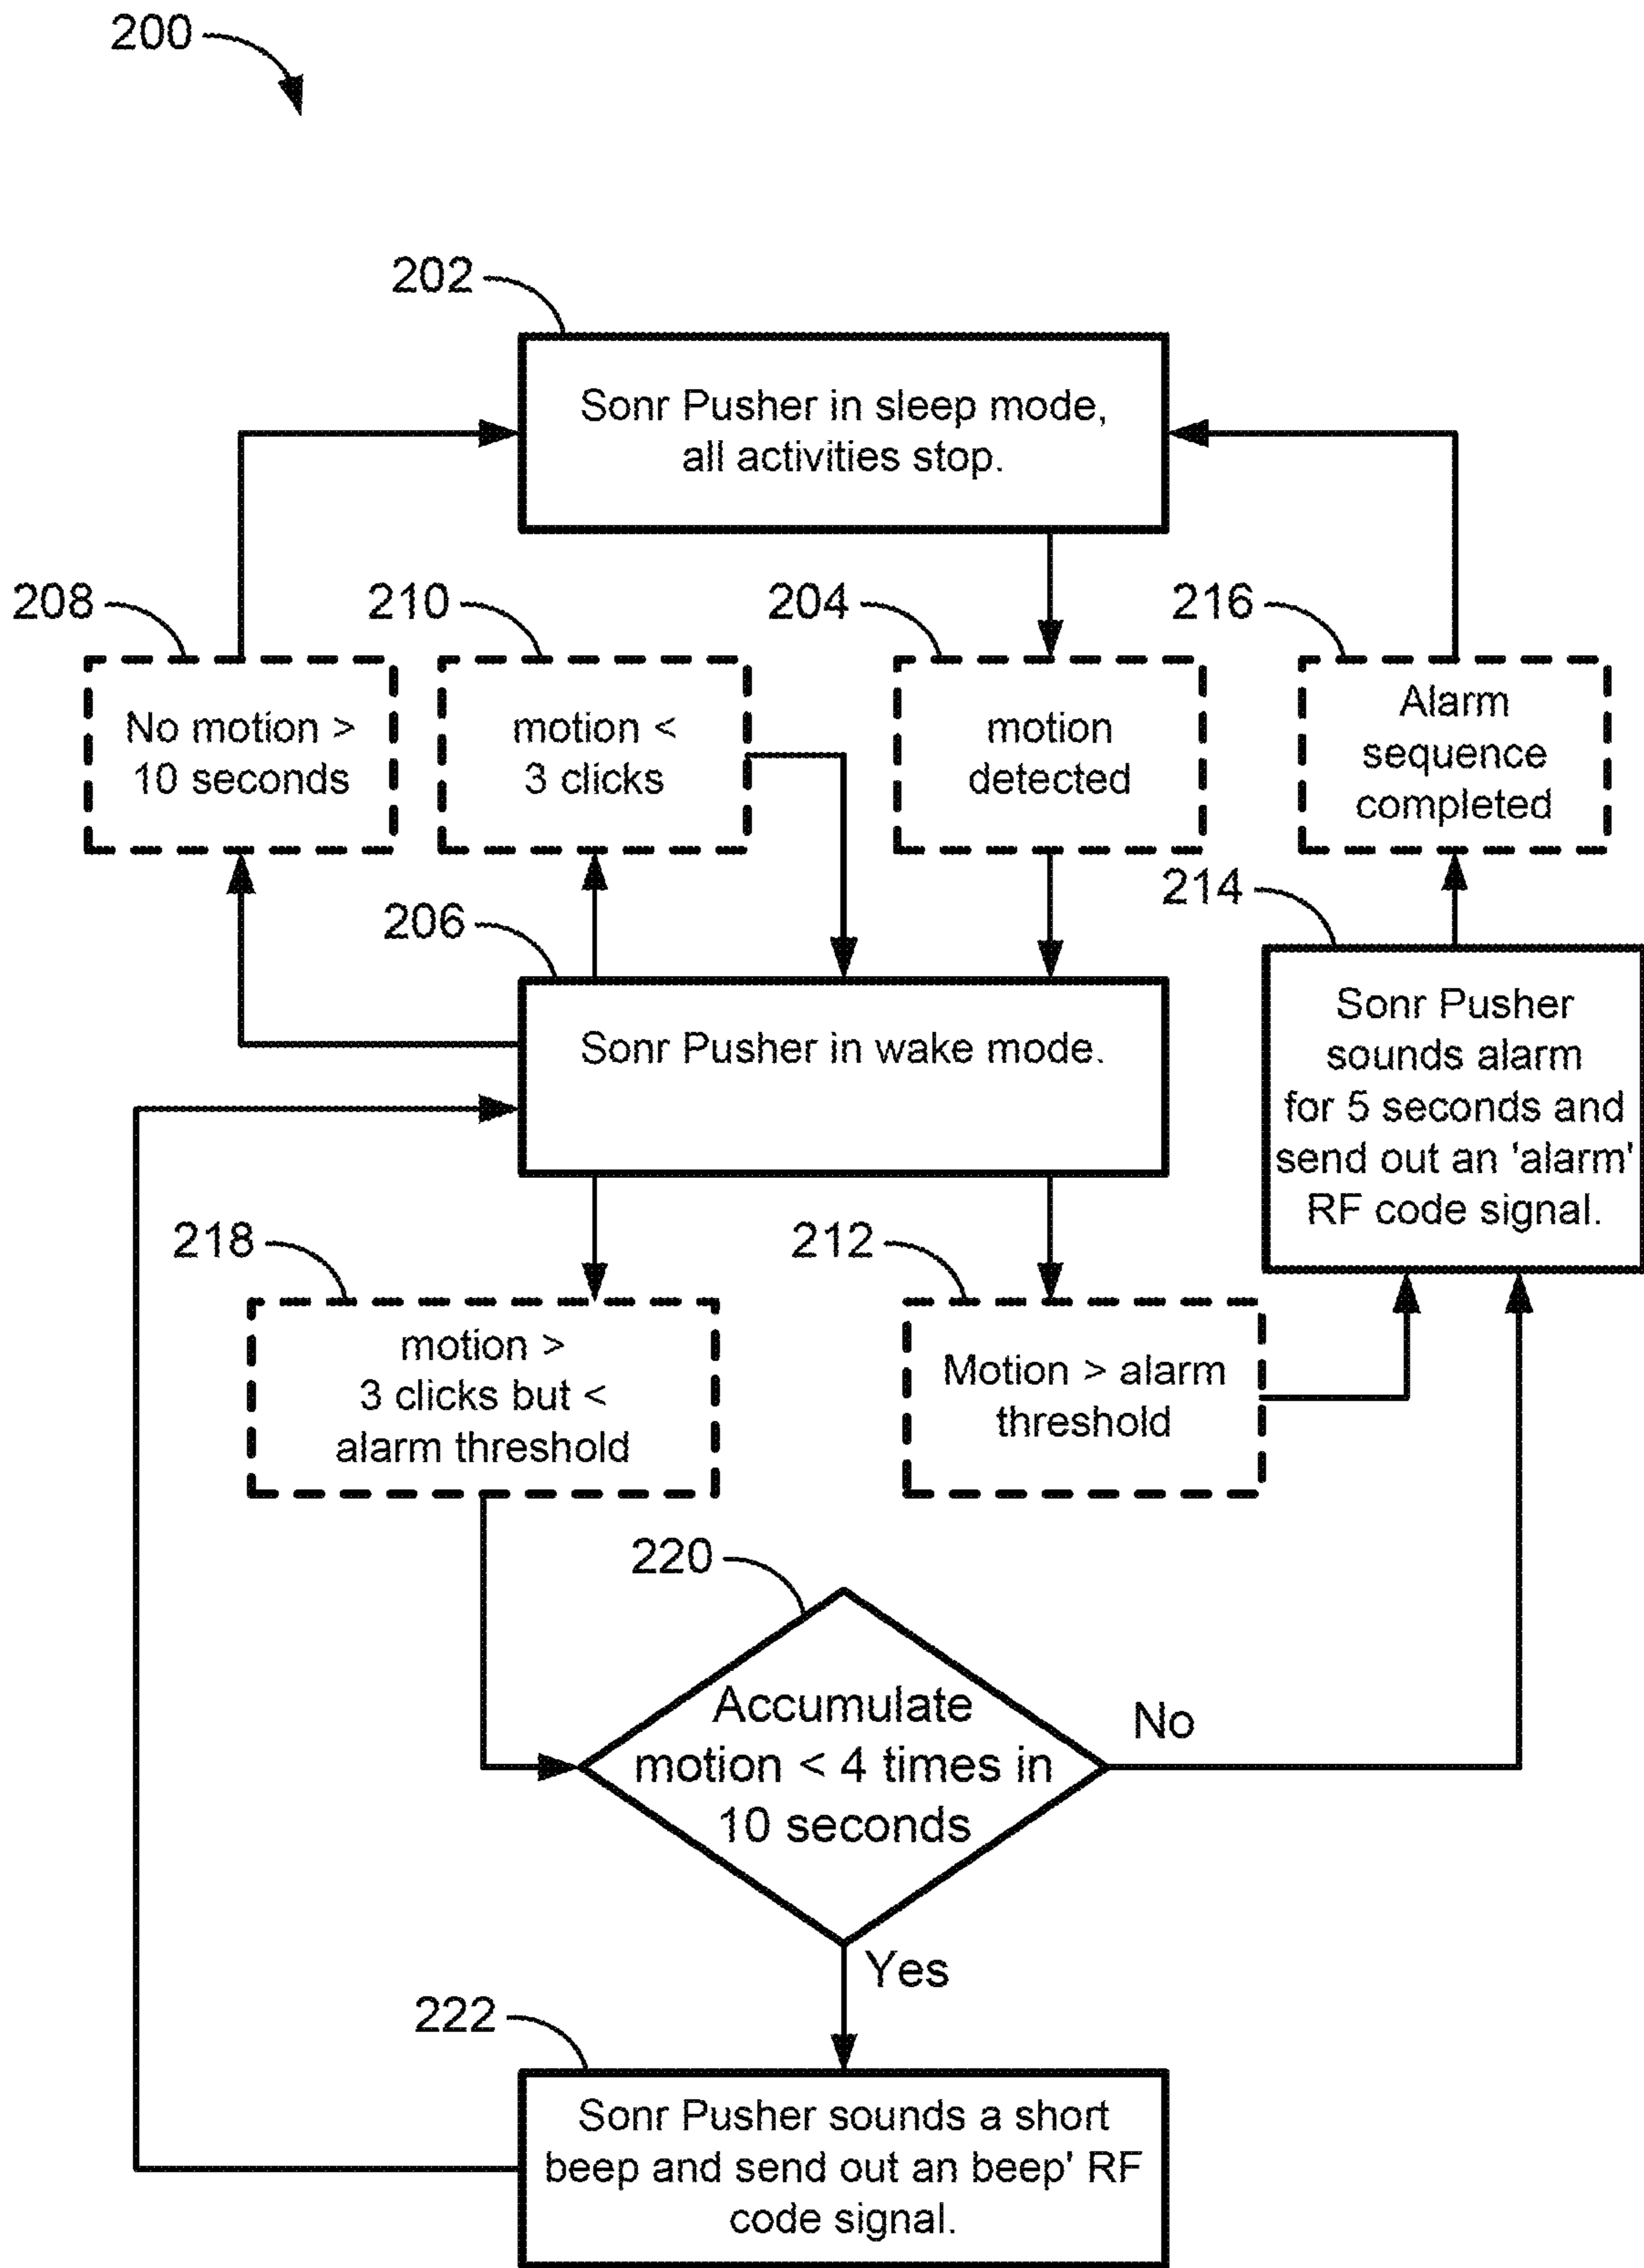 200
202
Sonr Pusher in sleep mode,
all activities stop.
208
210
204
216
No motion >
10 seconds
motion <
3 clicks
motion
detected
Alarm
sequence
completed
214
206
Sonr Pusher in wake mode.
Sonr Pusher
sounds alarm
for 5 seconds and
send out an 'alarm'
RF code signal.
218
212
motion >
3 clicks but <
alarm threshold
Motion > alarm
threshold
220
Accumulate
motion < 4 times in
10 seconds
No
Yes
222
Sonr Pusher sounds a short
beep and send out an beep' RF
code signal.